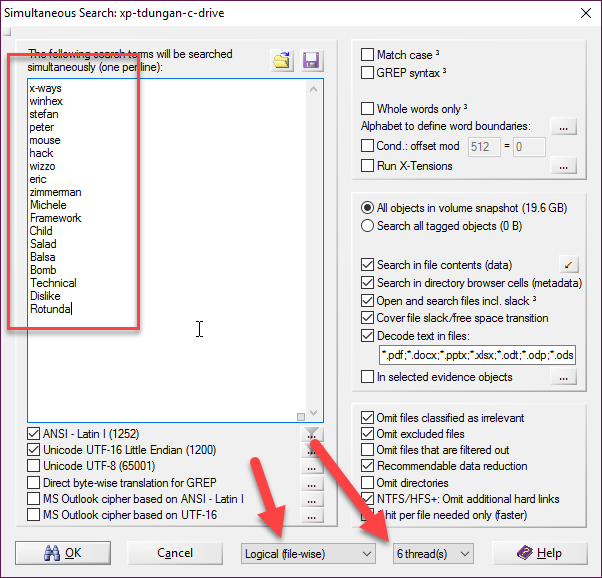 Simultaneous Search: xp-tdungan-c-drive
The following search terms will be searched
simultaneously (one per line):
x-ways
winhex
stefan
peter
mouse
hack
wizzo
eric
zimmerman
Michele
Framework
Child
Salad
Balsa
Bomb
Technical
Dislike
Rotunda
ANSI - Latin I (1252)
...
Unicode UTF-16 Little Endian (1200)
...
Unicode UTF-8 (65001)
...
Direct byte-wise translation for GREP
...
MS Outlook cipher based on ANSI - Latin I
...
MS Outlook cipher based on UTF-16
...
Match case ³
GREP syntax ³
Whole words only ³
Alphabet to define word boundaries:
...
Cond.: offset mod 512 = 0
Run X-Tensions
...
All objects in volume snapshot (19.6 GB)
Search all tagged objects (0 B)
Search in file contents (data)
Search in directory browser cells (metadata)
Open and search files incl. slack ³
Cover file slack/free space transition
Decode text in files:
*.pdf;*.docx;*.pptx;*.xlsx;*.odt;*.odp;*.ods
In selected evidence objects
...
Omit files classified as irrelevant
Omit excluded files
Omit files that are filtered out
Recommendable data reduction
Omit directories
NTFS/HFS+: Omit additional hard links
hit per file needed only (faster)
OK
Cancel
Logical (file-wise)
6 thread(s)
Help